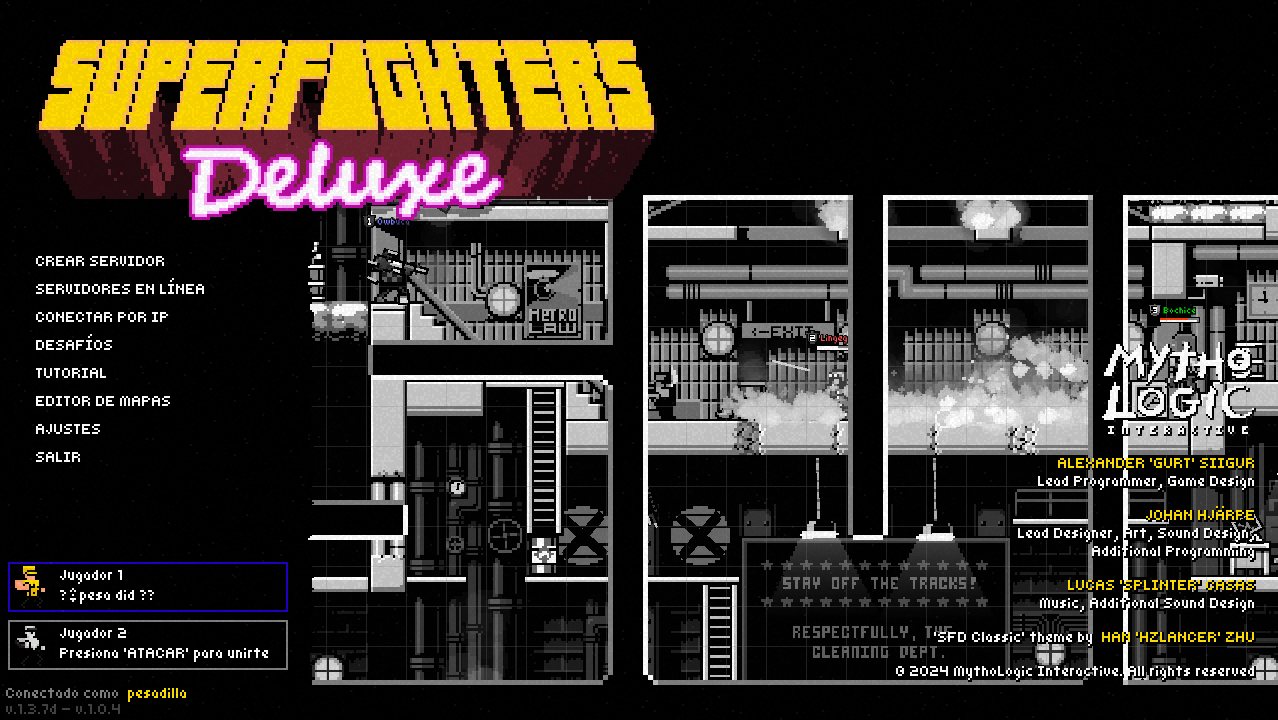 SUPERFIGHTERS
Deluxe
CREAR SERVIDOR
SERVIDORES EN LÍNEA
CONECTAR POR IP
DESAFÍOS
TUTORIAL
EDITOR DE MAPAS
AJUSTES
SALIR
Jugador 1
??‡pesa did ??
Jugador 2
Presiona 'ATACAR' para unirte
Conectado como pesadilla
v.1.3.7d - v.1.0.4
METRO
LAW
<-EXIT
3 Bochica
STAY OFF THE TRACKS!
RESPECTFULLY, THE
CLEANING DEPT.
MYTHO
LOGIC
INTERACTIVE
ALEXANDER 'GURT' SIIGUR
Lead Programmer, Game Design
JOHAN HJÄRPE
Lead Designer, Art, Sound Design,
Additional Programming
LUCAS 'SPLINTER' CASAS
Music, Additional Sound Design
'SFD Classic' theme by HAN 'HZLANCER' ZHU
© 2024 MythoLogic Interactive. All rights reserved